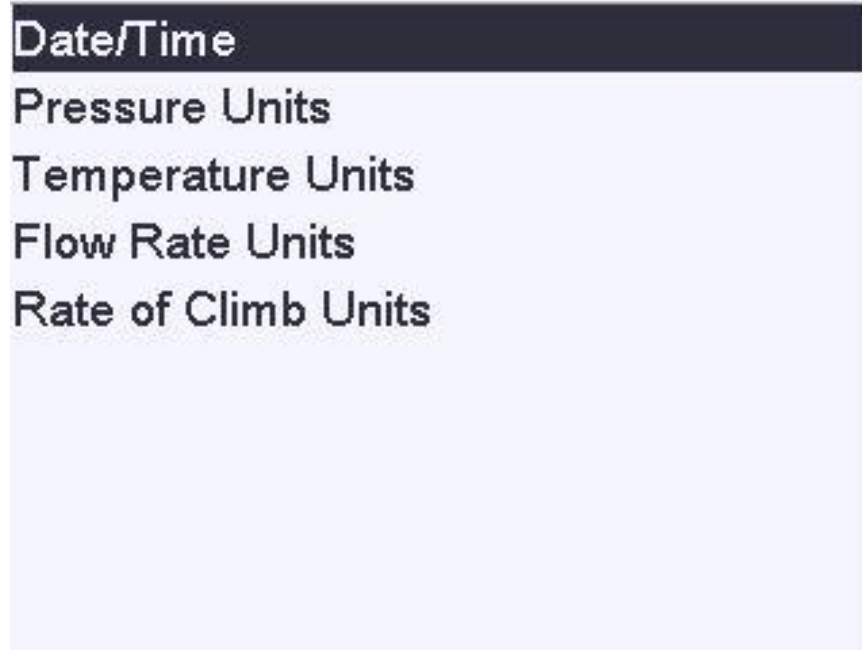 Date/Time
Pressure Units
Temperature Units
Flow Rate Units
Rate of Climb Units